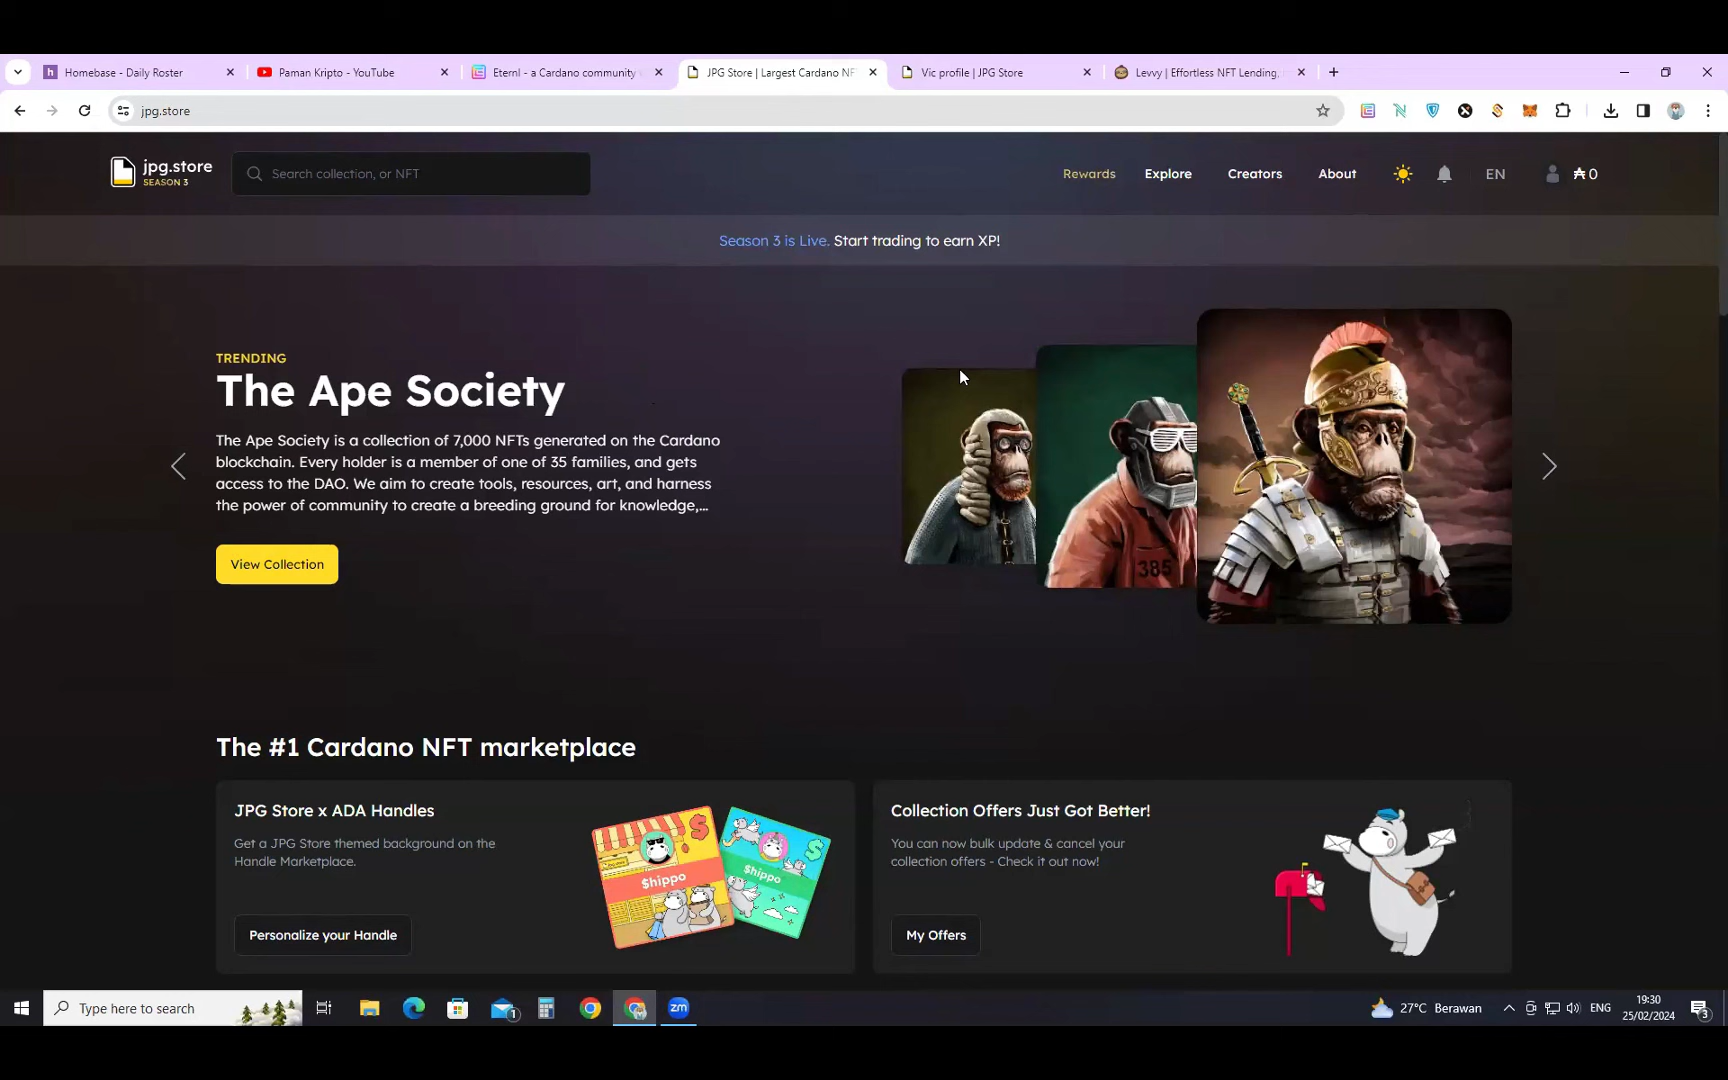 Homebase - Daily Roster
Paman Kripto - YouTube
Eternl - a Cardano community
JPG Store | Largest Cardano NF
Vic profile | JPG Store
Levvy | Effortless NFT Lending,
jpg.store
jpg.store
SEASON 3
Search collection, or NFT
Rewards
Explore
Creators
About
EN
₳ 0
Season 3 is Live. Start trading to earn XP!
TRENDING
The Ape Society
The Ape Society is a collection of 7,000 NFTs generated on the Cardano
blockchain. Every holder is a member of one of 35 families, and gets
access to the DAO. We aim to create tools, resources, art, and harness
the power of community to create a breeding ground for knowledge,...
View Collection
385
The #1 Cardano NFT marketplace
JPG Store x ADA Handles
Get a JPG Store themed background on the
Handle Marketplace.
Personalize your Handle
$hippo
$hippo
Collection Offers Just Got Better!
You can now bulk update & cancel your
collection offers - Check it out now!
My Offers
Type here to search
1
zm
27°C Berawan
ENG
19:30
25/02/2024
3